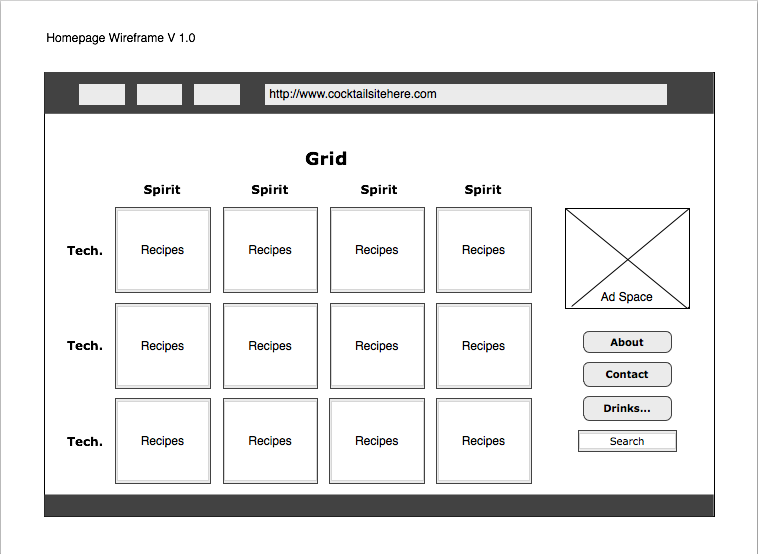 Homepage Wireframe V 1.0
http://www.cocktailsitehere.com
Grid
Spirit Spirit Spirit Spirit
Tech. Recipes Recipes Recipes Recipes
Ad Space
Tech. Recipes Recipes Recipes Recipes
About
Contact
Drinks...
Tech. Recipes Recipes Recipes Recipes
Search